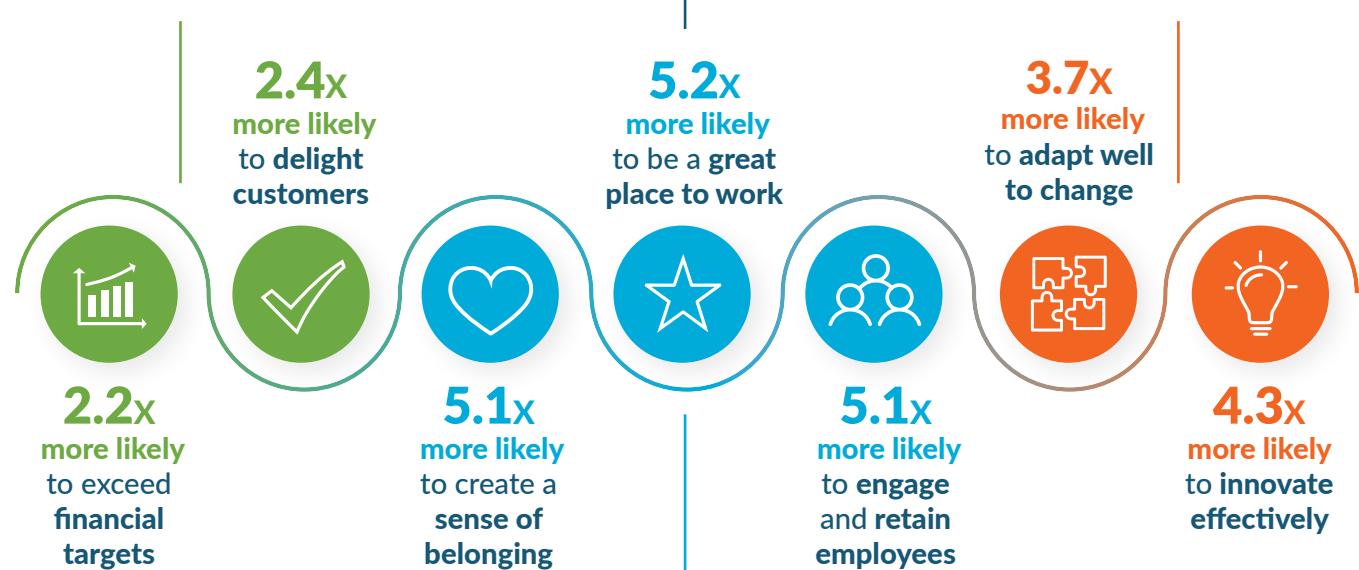 2.2x
more likely
to exceed
financial
targets
2.4x
more likely
to delight
customers
5.1x
more likely
to create a
sense of
belonging
5.2x
more likely
to be a great
place to work
5.1x
more likely
to engage
and retain
employees
3.7x
more likely
to adapt well
to change
4.3x
more likely
to innovate
effectively